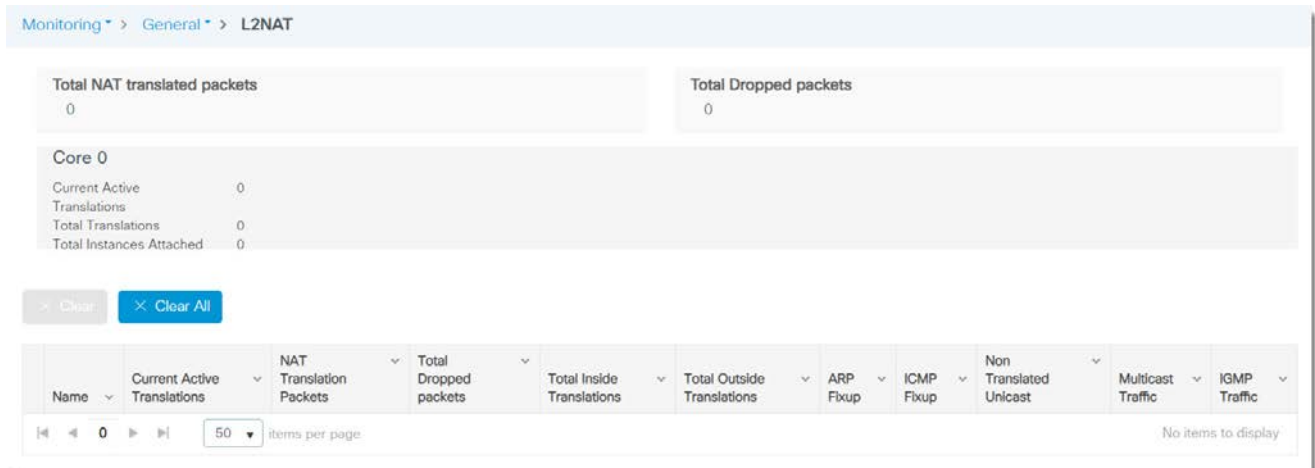 Monitoring > General > L2NAT
Total NAT translated packets
0
Total Dropped packets
0
Core 0
Current Active Translations 0
Total Translations 0
Total Instances Attached 0
× Clear
× Clear All
Name
Current Active Translations
NAT Translation Packets
Total Dropped packets
Total Inside Translations
Total Outside Translations
ARP Fixup
ICMP Fixup
Non Translated Unicast
Multicast Traffic
IGMP Traffic
0 50 items per page No items to display